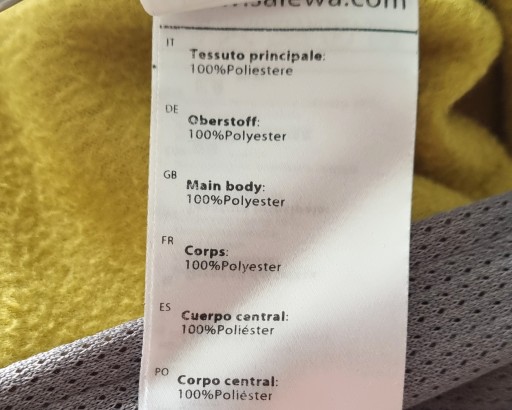 IT
Tessuto principale:
100%Poliestere
DE
Oberstoff:
100%Polyester
GB
Main body:
100%Polyester
FR
Corps:
100%Polyester
ES
Cuerpo central:
100%Poliéster
PO
Corpo central:
100%Poliéster